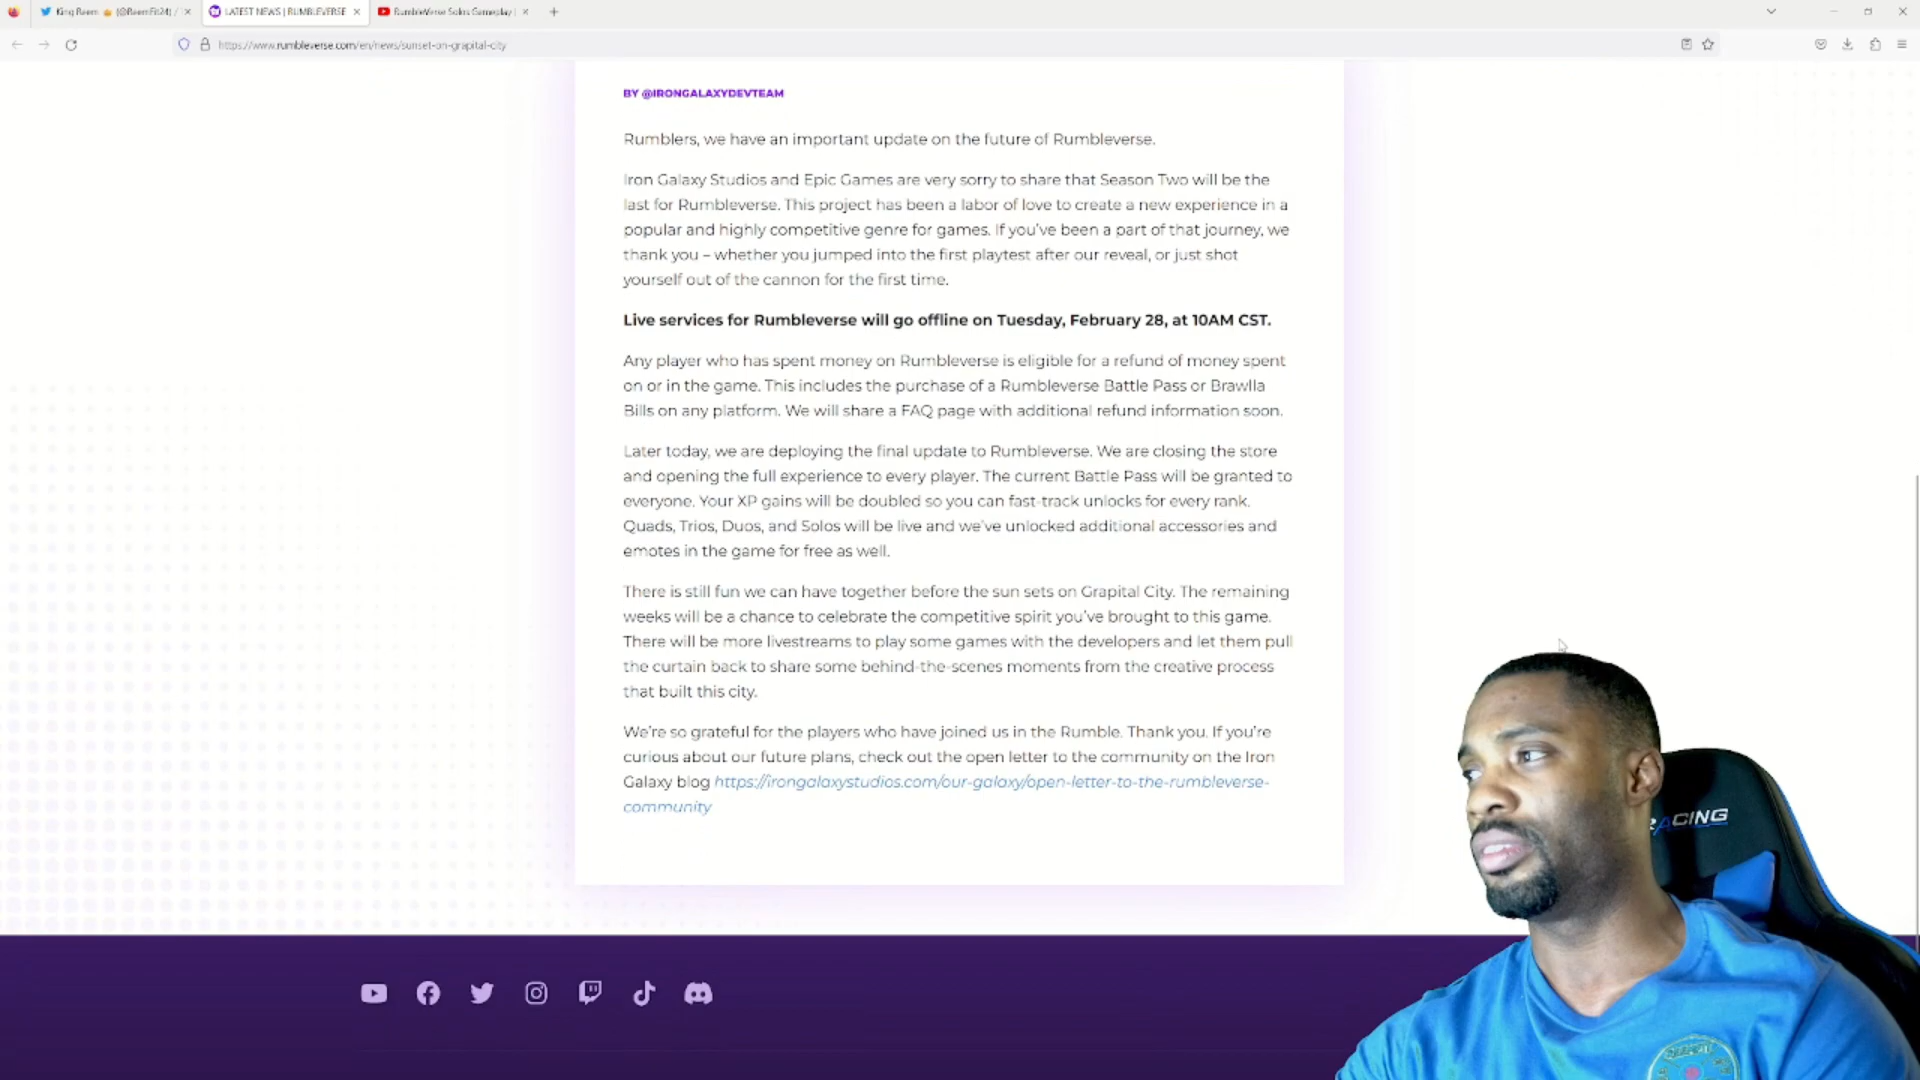 King Reem 👑 (@ReemFit24) /
LATEST NEWS | RUMBLEVERSE
RumbleVerse Solos Gameplay |
https://www.rumbleverse.com/en/news/sunset-on-grapital-city
BY @IRONGALAXYDEVTEAM
Rumblers, we have an important update on the future of Rumbleverse.
Iron Galaxy Studios and Epic Games are very sorry to share that Season Two will be the
last for Rumbleverse. This project has been a labor of love to create a new experience in a
popular and highly competitive genre for games. If you've been a part of that journey, we
thank you – whether you jumped into the first playtest after our reveal, or just shot
yourself out of the cannon for the first time.
Live services for Rumbleverse will go offline on Tuesday, February 28, at 10AM CST.
Any player who has spent money on Rumbleverse is eligible for a refund of money spent
on or in the game. This includes the purchase of a Rumbleverse Battle Pass or Brawlla
Bills on any platform. We will share a FAQ page with additional refund information soon.
Later today, we are deploying the final update to Rumbleverse. We are closing the store
and opening the full experience to every player. The current Battle Pass will be granted to
everyone. Your XP gains will be doubled so you can fast-track unlocks for every rank.
Quads, Trios, Duos, and Solos will be live and we've unlocked additional accessories and
emotes in the game for free as well.
There is still fun we can have together before the sun sets on Grapital City. The remaining
weeks will be a chance to celebrate the competitive spirit you've brought to this game.
There will be more livestreams to play some games with the developers and let them pull
the curtain back to share some behind-the-scenes moments from the creative process
that built this city.
We're so grateful for the players who have joined us in the Rumble. Thank you. If you're
curious about our future plans, check out the open letter to the community on the Iron
Galaxy blog https://irongalaxystudios.com/our-galaxy/open-letter-to-the-rumbleverse-
community
RACING